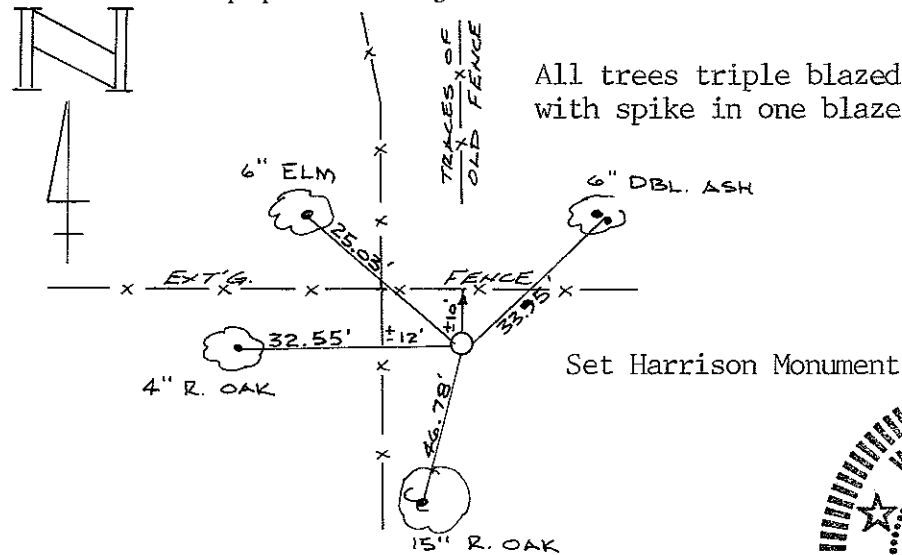 N
TRACES OF
OLD FENCE
All trees triple blazed
with spike in one blaze
6" ELM
6" DBL. ASH
25.03'
EXT'G.
FENCE
±10'
33.95'
32.55'
±12'
4" R. OAK
Set Harrison Monument
46.78'
15" R. OAK